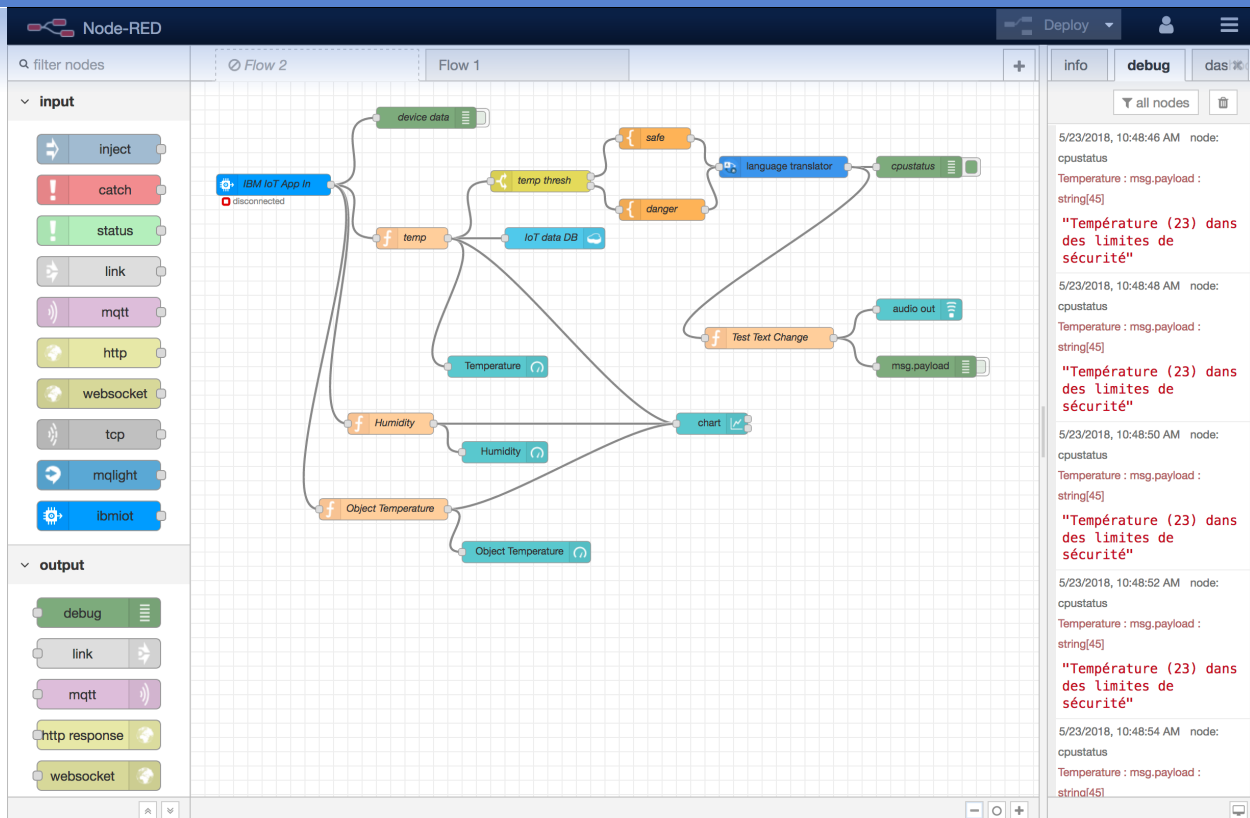 Node-RED
Deploy
filter nodes
Flow 2
Flow 1
info
debug
das
all nodes
input
inject
catch
status
link
mqtt
http
websocket
tcp
mqlight
ibmiot
output
debug
link
mqtt
http response
websocket
device data
IBM IoT App In
disconnected
temp
temp thresh
safe
danger
language translator
cpustatus
IoT data DB
audio out
Test Text Change
msg.payload
Temperature
Humidity
chart
Humidity
Object Temperature
Object Temperature
5/23/2018, 10:48:46 AM node:
cpustatus
Temperature : msg.payload :
string[45]
"Température (23) dans
des limites de
sécurité"
5/23/2018, 10:48:48 AM node:
cpustatus
Temperature : msg.payload :
string[45]
"Température (23) dans
des limites de
sécurité"
5/23/2018, 10:48:50 AM node:
cpustatus
Temperature : msg.payload :
string[45]
"Température (23) dans
des limites de
sécurité"
5/23/2018, 10:48:52 AM node:
cpustatus
Temperature : msg.payload :
string[45]
"Température (23) dans
des limites de
sécurité"
5/23/2018, 10:48:54 AM node:
cpustatus
Temperature : msg.payload :
string[45]